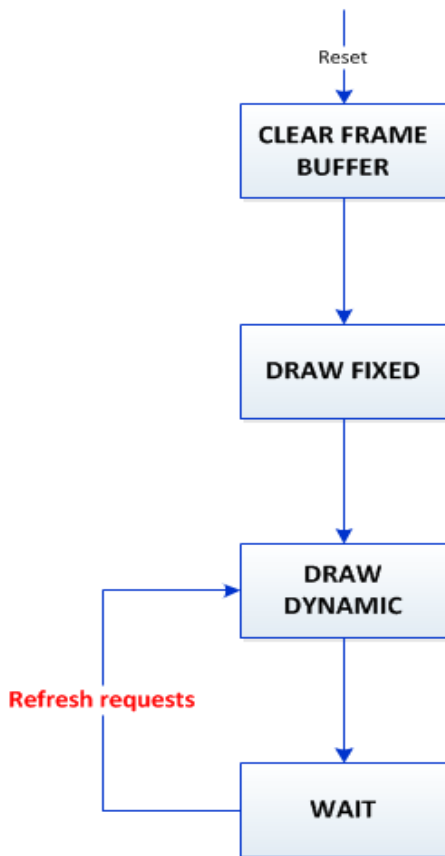 Reset
CLEAR FRAME
BUFFER
DRAW FIXED
DRAW
DYNAMIC
Refresh requests
WAIT